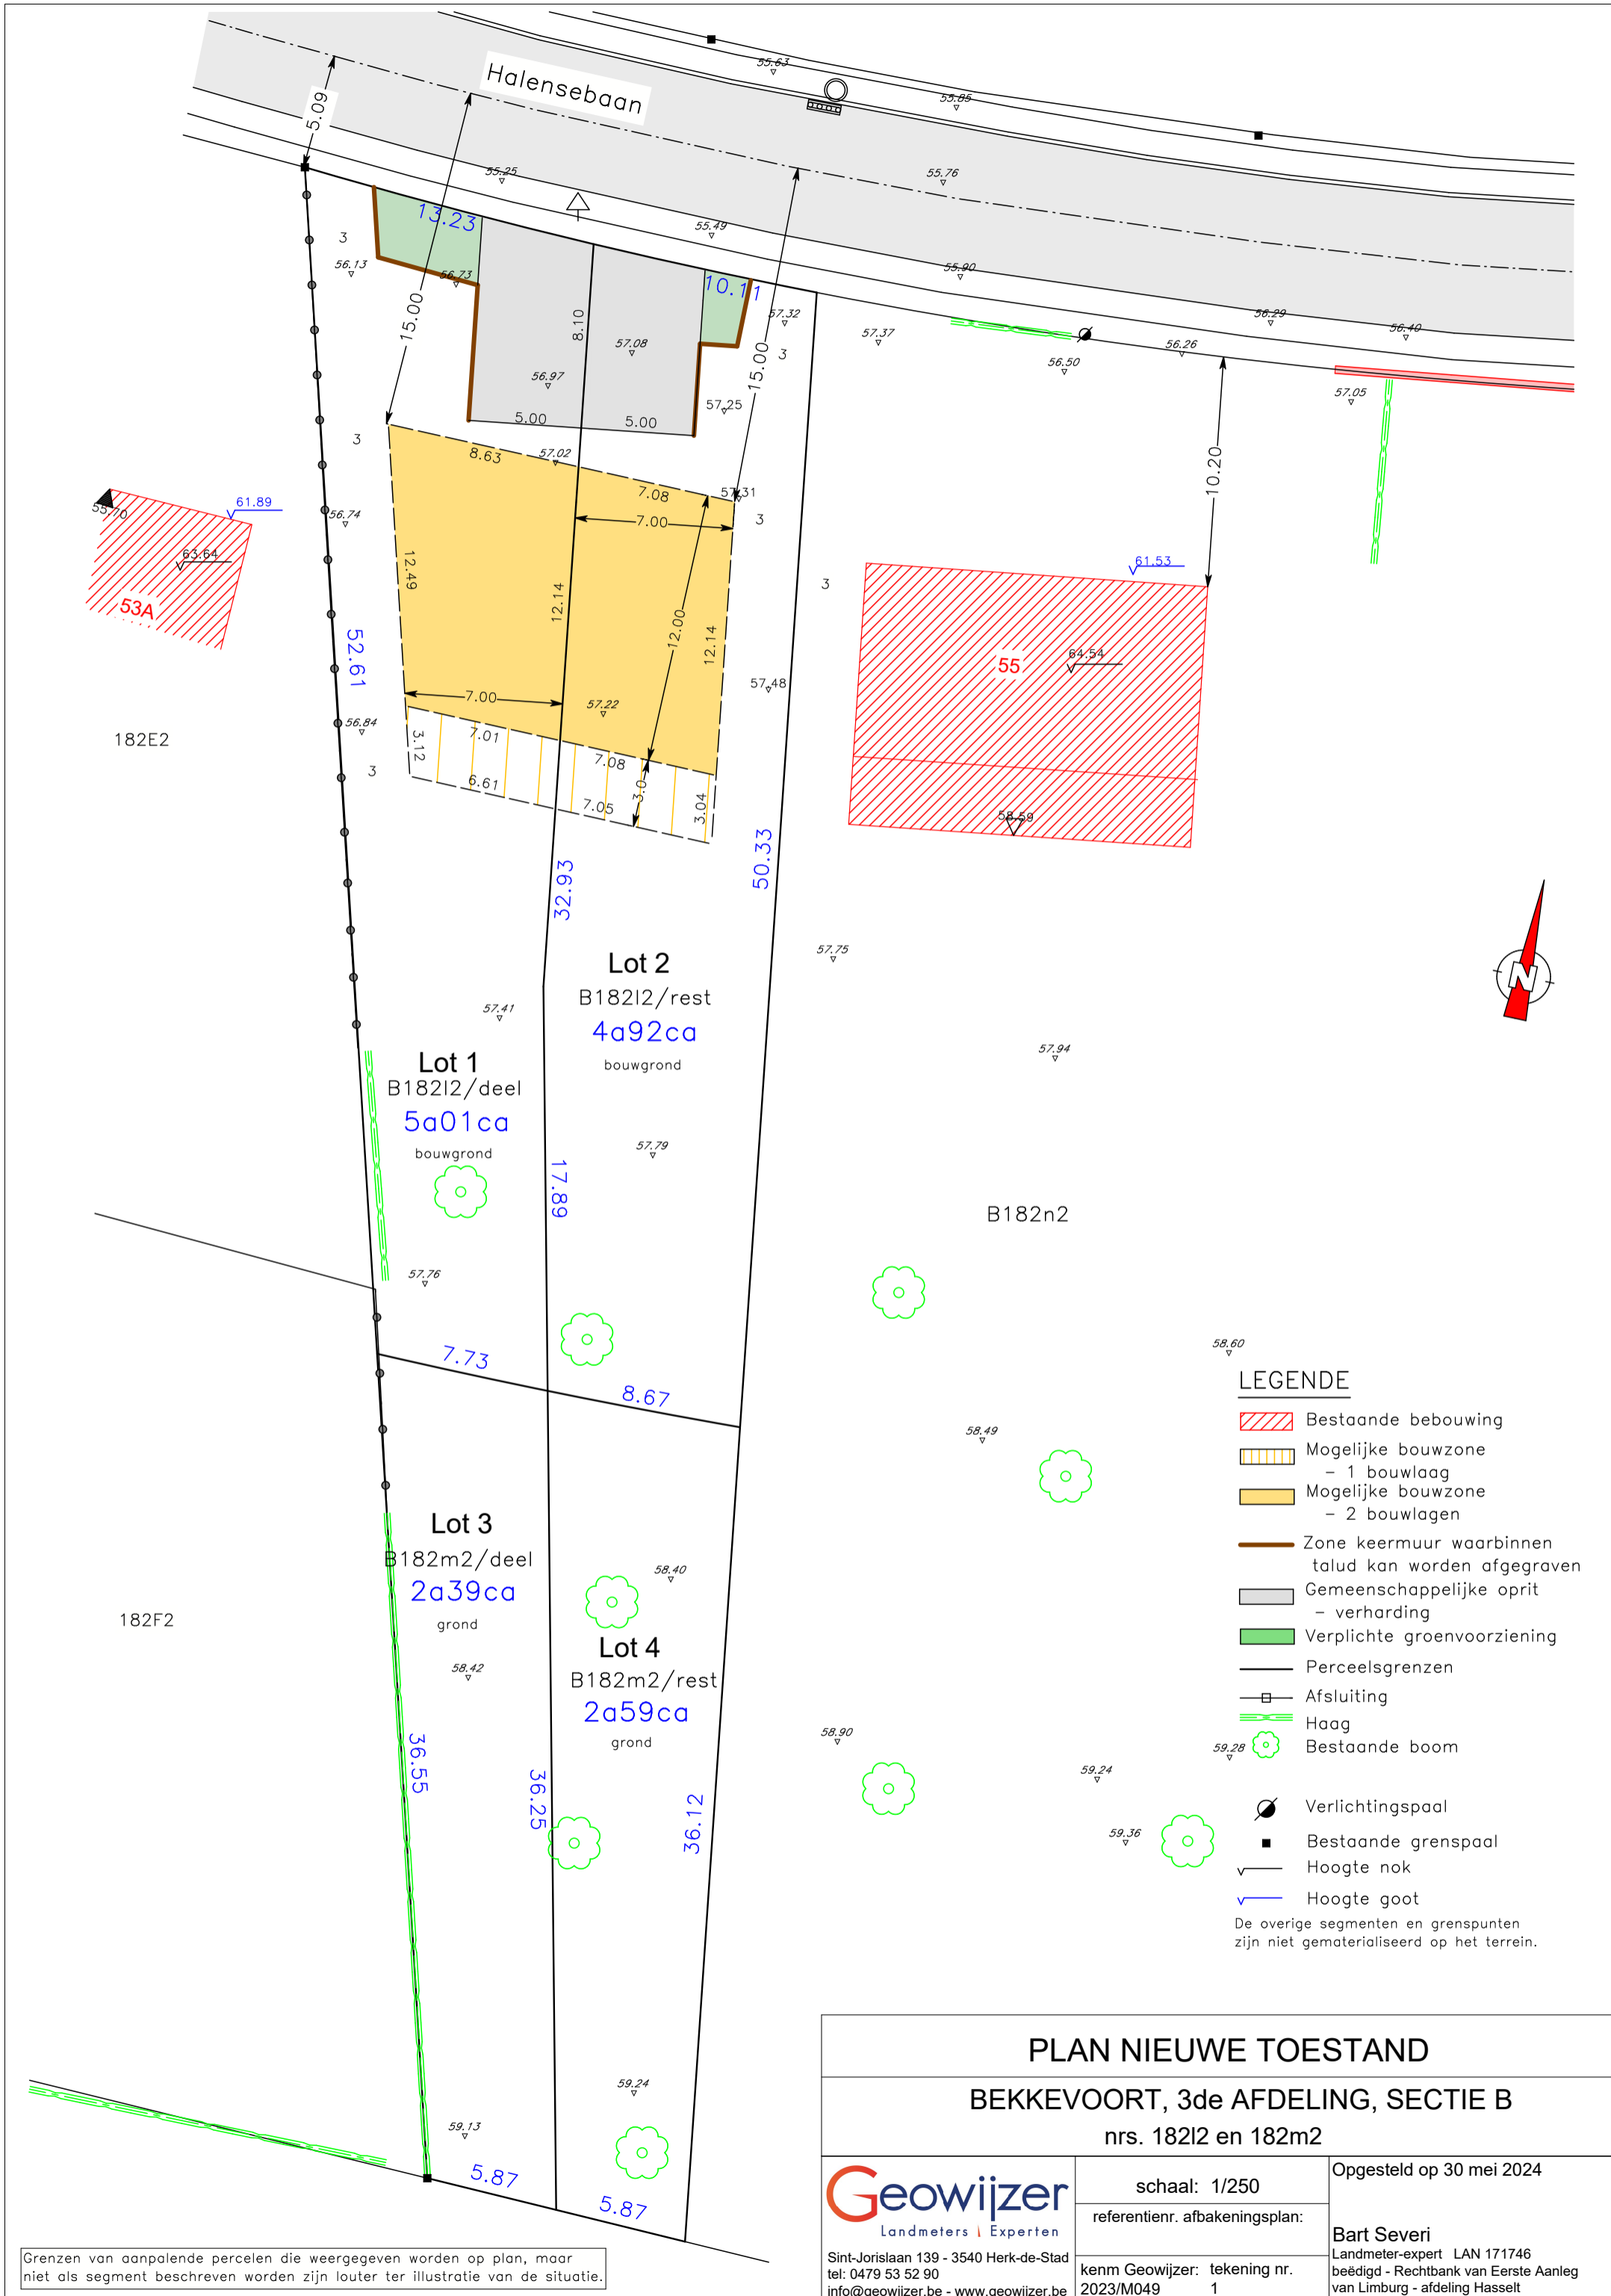 Halensebaan
5.09
55.63
55.85
55.25
55.76
55.49
55.90
13.23
10.11
3
56.13
56.73
15.00
8.10
57.08
56.97
57.32
3
57.37
15.00
56.29
56.40
56.26
56.50
57.05
57.25
5.00
5.00
3
8.63
57.02
7.08
57.31
3
7.00
10.20
55.70
61.89
63.64
53A
56.74
12.49
12.14
12.00
12.14
3
61.53
64.54
55
58.59
52.61
7.00
57.22
57.48
56.84
3
3.12
7.01
7.08
6.61
7.05
3.0
3.04
182E2
32.93
50.33
Lot 2
B182l2/rest
4a92ca
bouwgrond
57.75
57.41
57.94
Lot 1
B182l2/deel
5a01ca
bouwgrond
57.79
17.89
B182n2
57.76
7.73
8.67
58.60
58.49
Lot 3
B182m2/deel
2a39ca
grond
58.42
58.40
Lot 4
B182m2/rest
2a59ca
grond
182F2
36.55
36.25
36.12
58.90
59.28
59.24
59.36
59.24
59.13
5.87
5.87
N
LEGENDE
Bestaande bebouwing
Mogelijke bouwzone
- 1 bouwlaag
Mogelijke bouwzone
- 2 bouwlagen
Zone keermuur waarbinnen
talud kan worden afgegraven
Gemeenschappelijke oprit
- verharding
Verplichte groenvoorziening
Perceelsgrenzen
Afsluiting
Haag
Bestaande boom
Verlichtingspaal
Bestaande grenspaal
Hoogte nok
Hoogte goot
De overige segmenten en grenspunten
zijn niet gematerialiseerd op het terrein.
PLAN NIEUWE TOESTAND
BEKKEVOORT, 3de AFDELING, SECTIE B
nrs. 182l2 en 182m2
Geowijzer
Landmeters | Experten
Sint-Jorislaan 139 - 3540 Herk-de-Stad
tel: 0479 53 52 90
info@geowijzer.be - www.geowijzer.be
schaal: 1/250
referentienr. afbakeningsplan:
kenm Geowijzer:
2023/M049
tekening nr.
1
Opgesteld op 30 mei 2024
Bart Severi
Landmeter-expert LAN 171746
beëdigd - Rechtbank van Eerste Aanleg
van Limburg - afdeling Hasselt
Grenzen van aanpalende percelen die weergegeven worden op plan, maar
niet als segment beschreven worden zijn louter ter illustratie van de situatie.